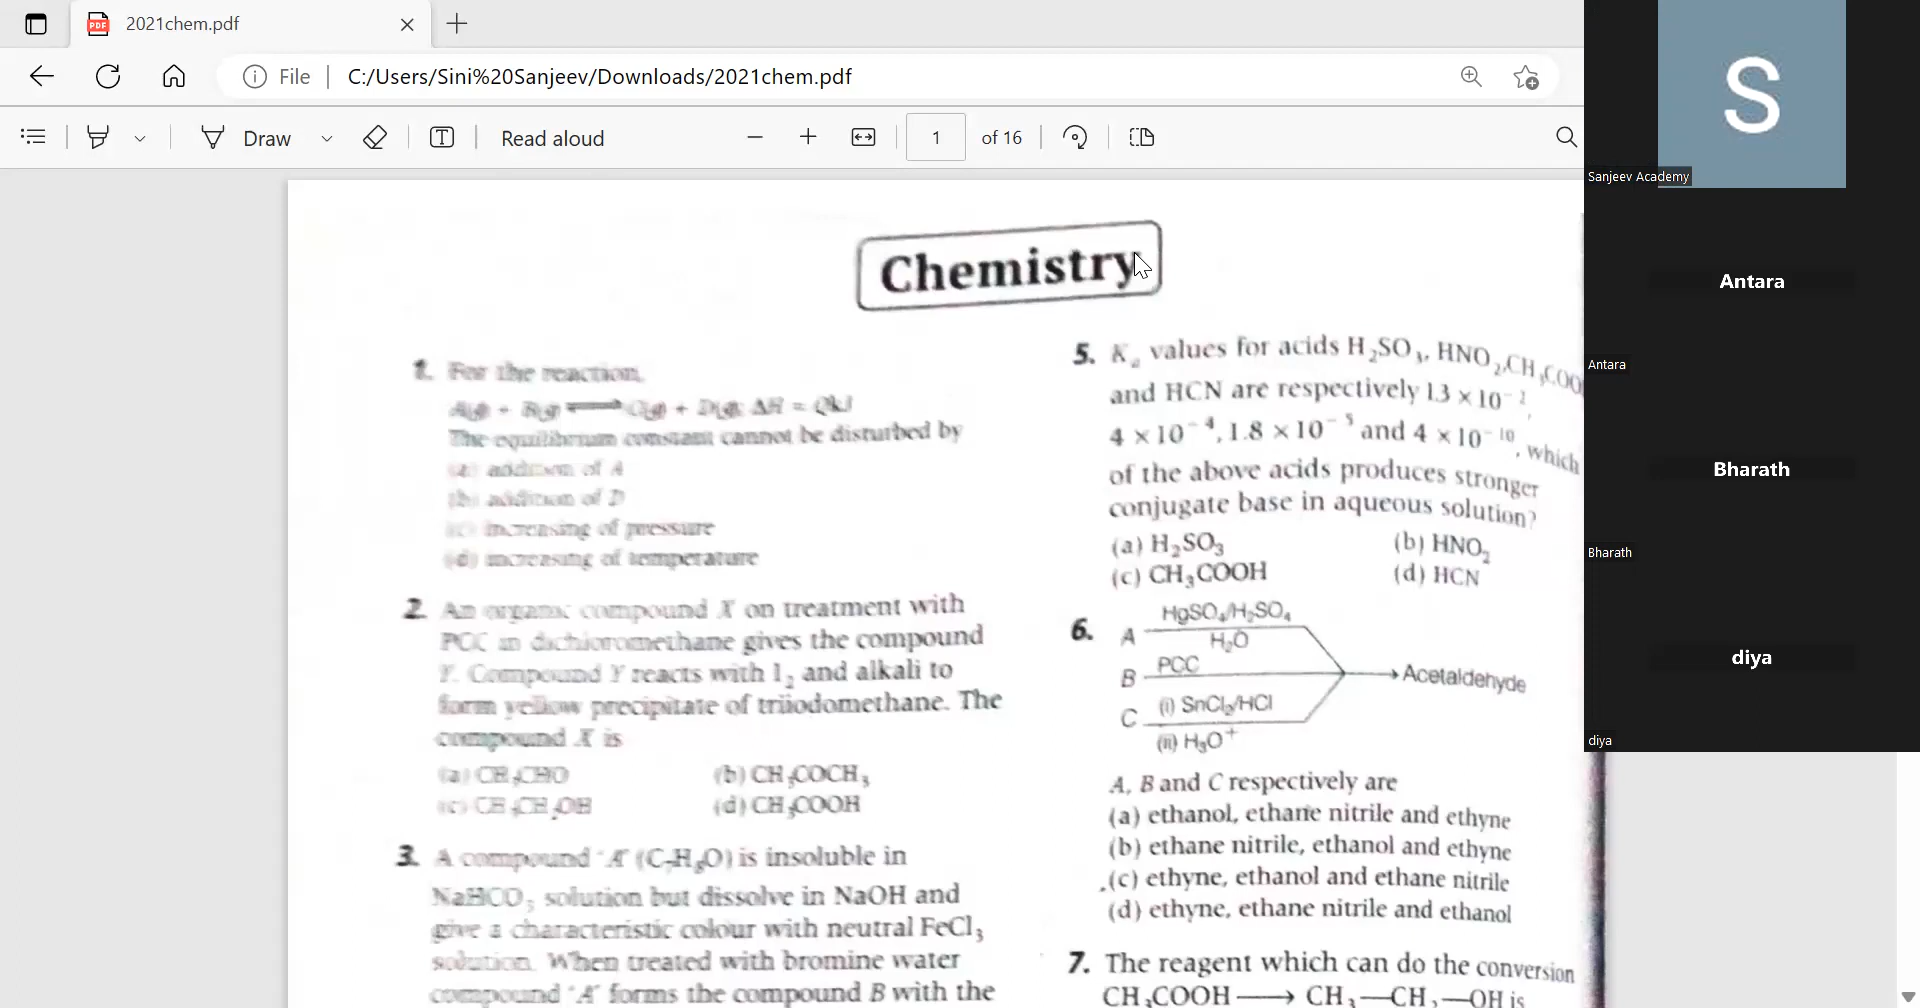 2021chem.pdf
File
C:/Users/Sini%20Sanjeev/Downloads/2021chem.pdf
Draw
Read aloud
1 of 16
Chemistry
1. For the reaction,
A(g) + B(g) ⇌ C(g) + D(g); ΔH = QkJ
The equilibrium constant cannot be disturbed by
(a) addition of A
(b) addition of D
(c) increasing of pressure
(d) increasing of temperature
2. An organic compound X on treatment with
PCC in dichloromethane gives the compound
Y. Compound Y reacts with I₂ and alkali to
form yellow precipitate of triiodomethane. The
compound X is
(a) CH₃CHO (b) CH₃COCH₃
(c) CH₃CH₂OH (d) CH₃COOH
3. A compound 'A' (C₇H₈O) is insoluble in
NaHCO₃ solution but dissolve in NaOH and
give a characteristic colour with neutral FeCl₃
solution. When treated with bromine water
compound 'A' forms the compound B with the
5. Kₐ values for acids H₂SO₃, HNO₂, CH₃COO
and HCN are respectively 1.3 × 10⁻²,
4 × 10⁻⁴, 1.8 × 10⁻⁵ and 4 × 10⁻¹⁰, which
of the above acids produces stronger
conjugate base in aqueous solution?
(a) H₂SO₃ (b) HNO₂
(c) CH₃COOH (d) HCN
6. A HgSO₄/H₂SO₄
H₂O
B PCC
Acetaldehyde
C (i) SnCl₂/HCl
(ii) H₃O⁺
A, B and C respectively are
(a) ethanol, ethane nitrile and ethyne
(b) ethane nitrile, ethanol and ethyne
(c) ethyne, ethanol and ethane nitrile
(d) ethyne, ethane nitrile and ethanol
7. The reagent which can do the conversion
CH₃COOH ⟶ CH₃—CH₂—OH is
S
Sanjeev Academy
Antara
Antara
Bharath
Bharath
diya
diya